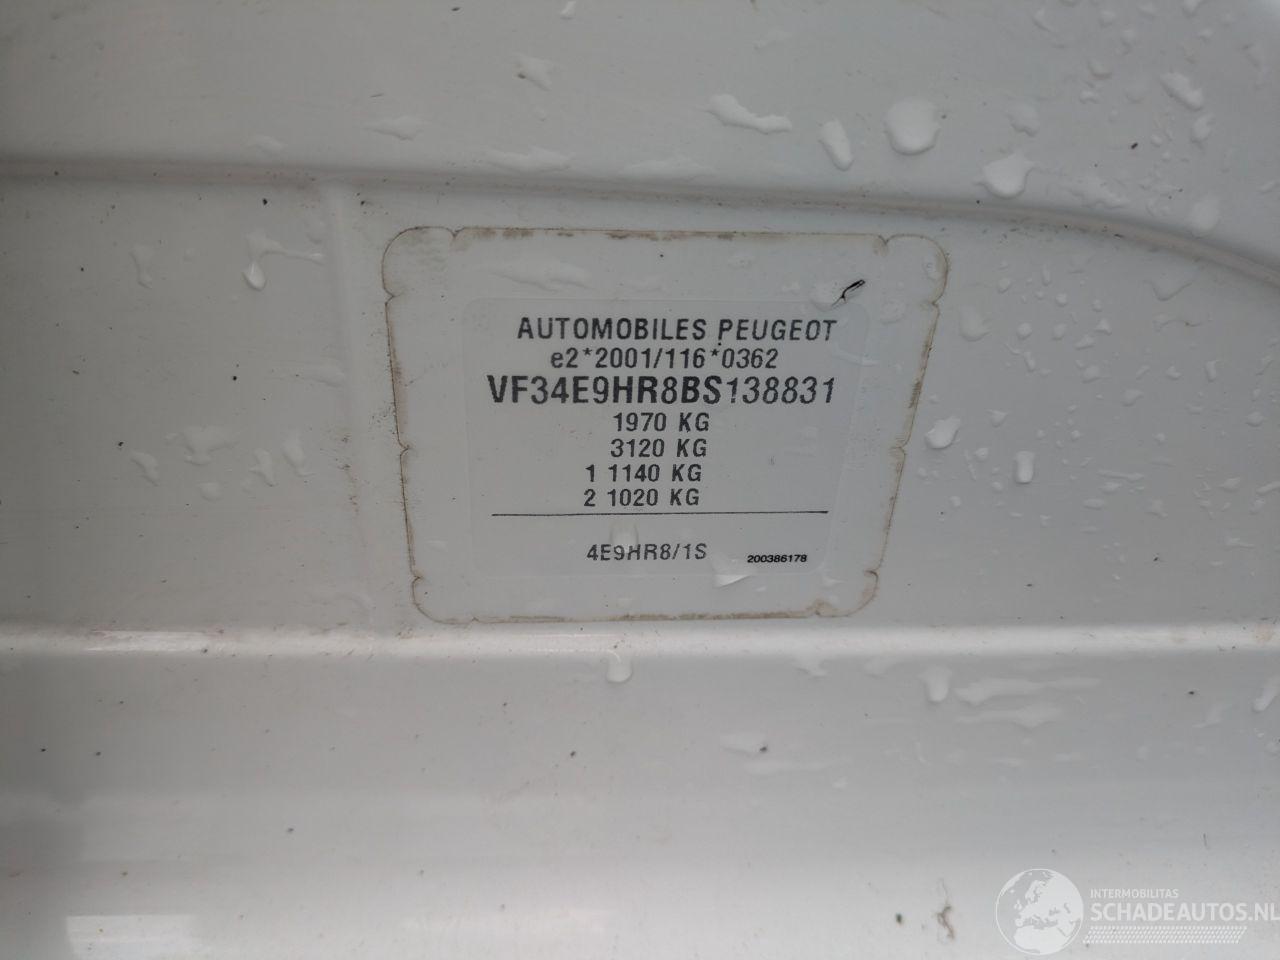 AUTOMOBILES PEUGEOT
e2*2001/116*0362
VF34E9HR8BS138831
1970 KG
3120 KG
1 1140 KG
2 1020 KG
4E9HR8/1S
200386178
INTERMOBILITAS
SCHADEAUTOS.NL